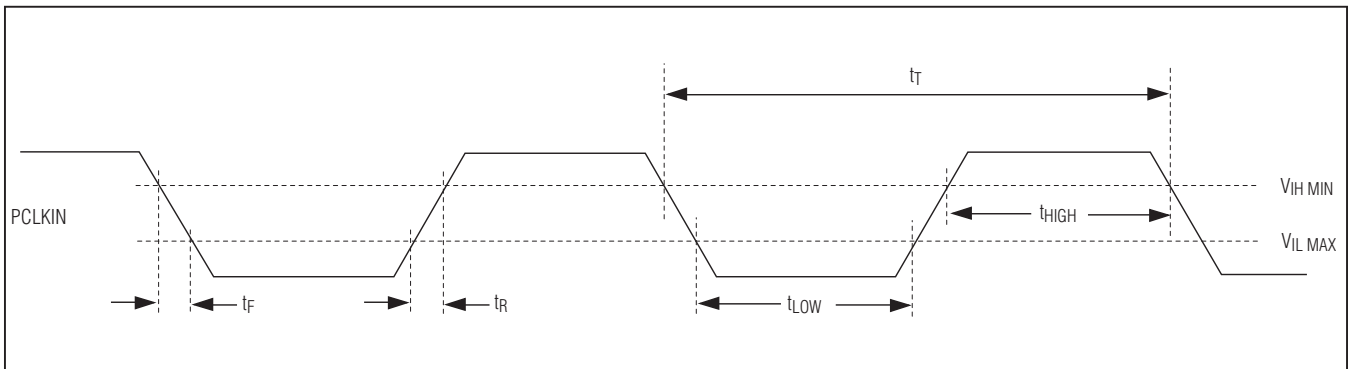 tT
VIH MIN
PCLKIN
tHIGH
VIL MAX
tF
tR
tLOW